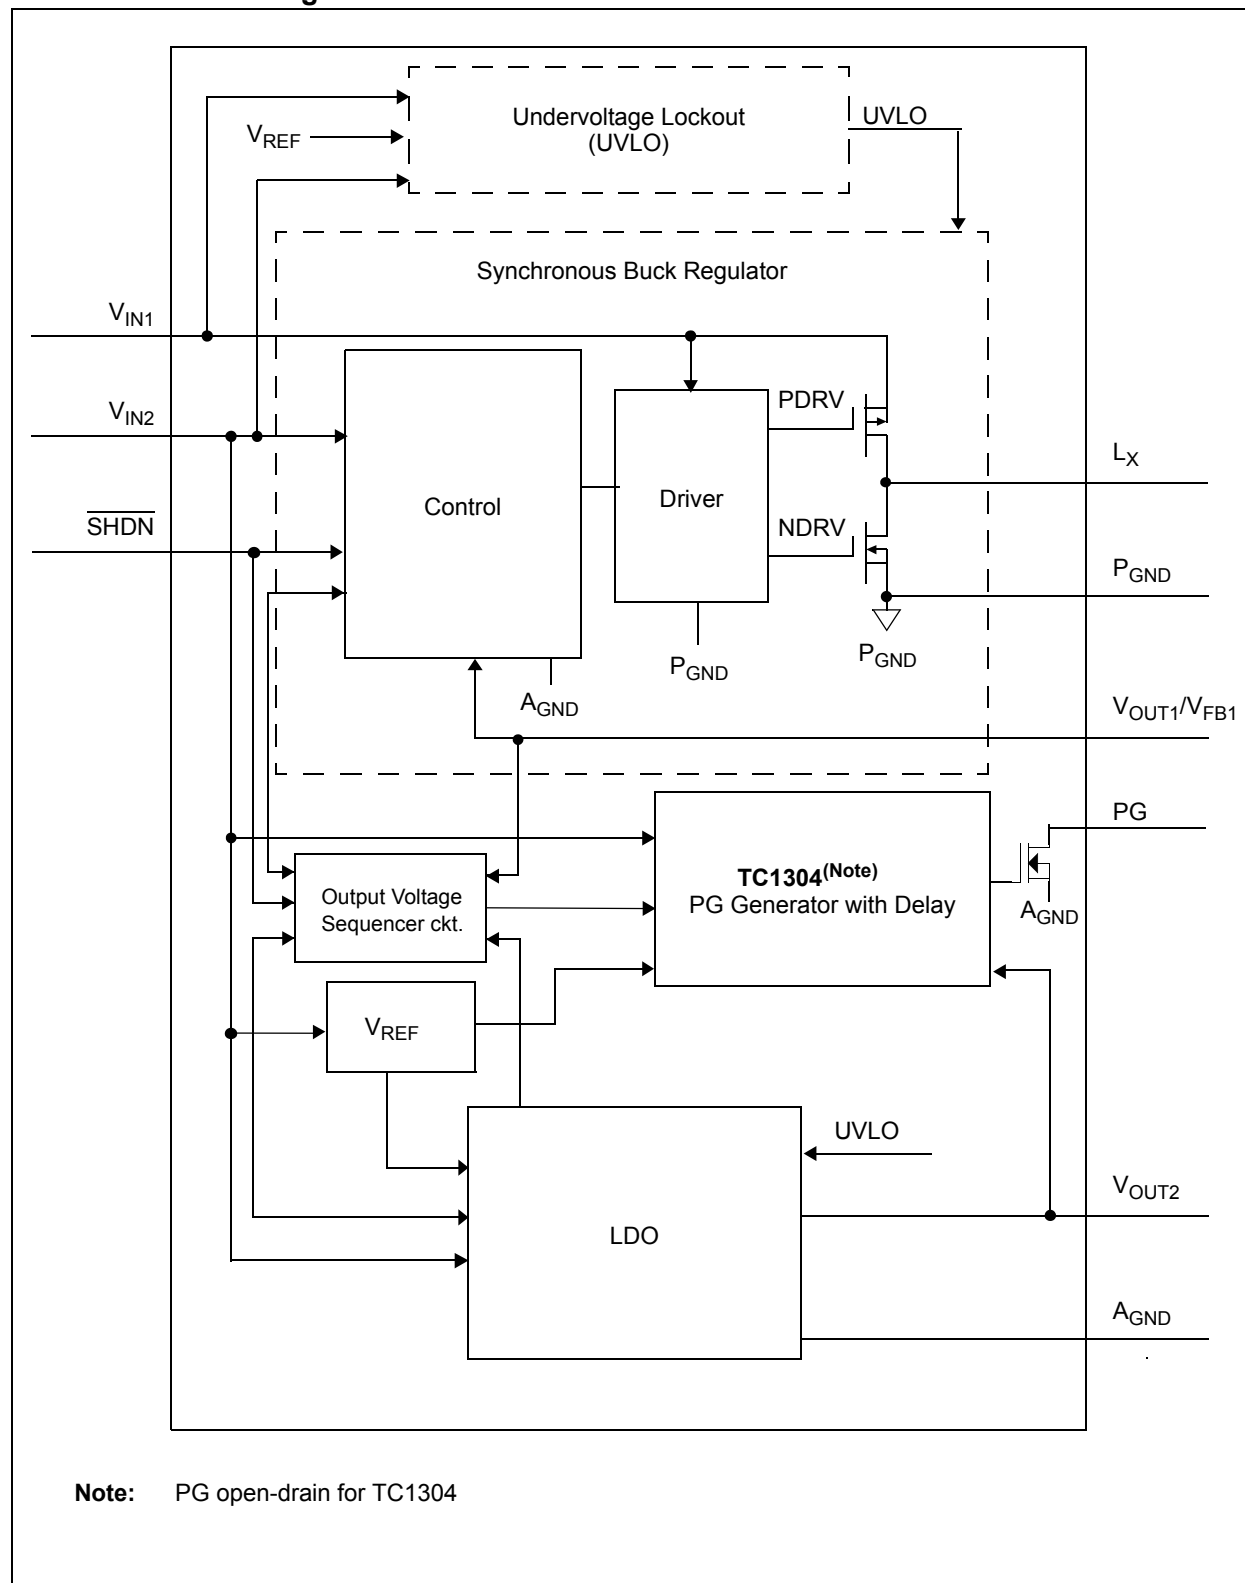 Undervoltage Lockout
(UVLO)
UVLO
VREF
Synchronous Buck Regulator
VIN1
VIN2
SHDN
Control
Driver
PDRV
NDRV
LX
PGND
PGND
PGND
AGND
VOUT1/VFB1
PG
TC1304(Note)
PG Generator with Delay
AGND
Output Voltage
Sequencer ckt.
VREF
UVLO
LDO
VOUT2
AGND
Note: PG open-drain for TC1304